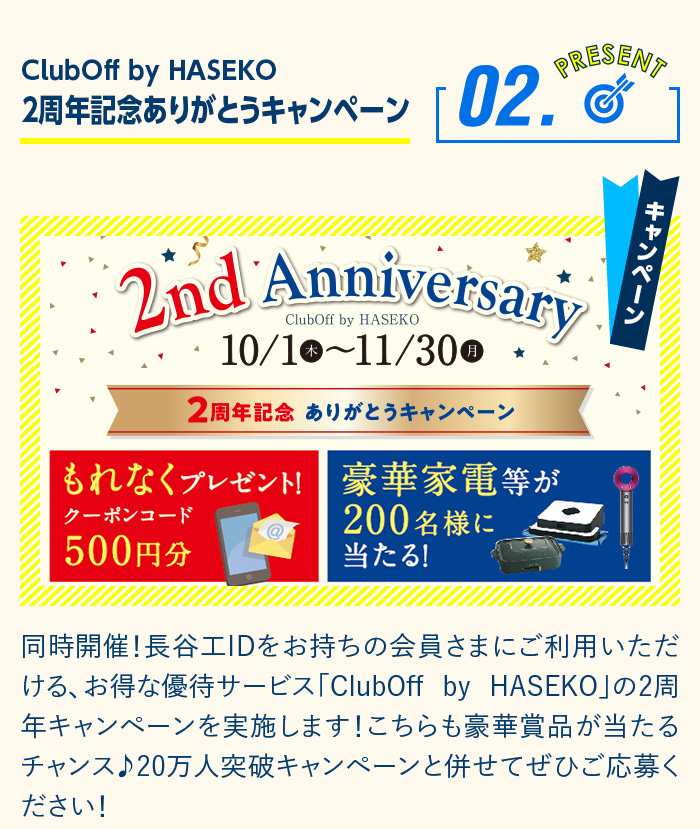 ClubOff by HASEKO
2周年記念ありがとうキャンペーン
02.
PRESENT
キャンペーン
2nd Anniversary
ClubOff by HASEKO
10/1木～11/30月
2周年記念 ありがとうキャンペーン
もれなくプレゼント!
クーポンコード
500円分
@
豪華家電等が
200名様に
当たる!
同時開催!長谷工IDをお持ちの会員さまにご利用いただ
ける、お得な優待サービス「ClubOff by HASEKO」の2周
年キャンペーンを実施します!こちらも豪華賞品が当たる
チャンス♪20万人突破キャンペーンと併せてぜひご応募く
ださい!